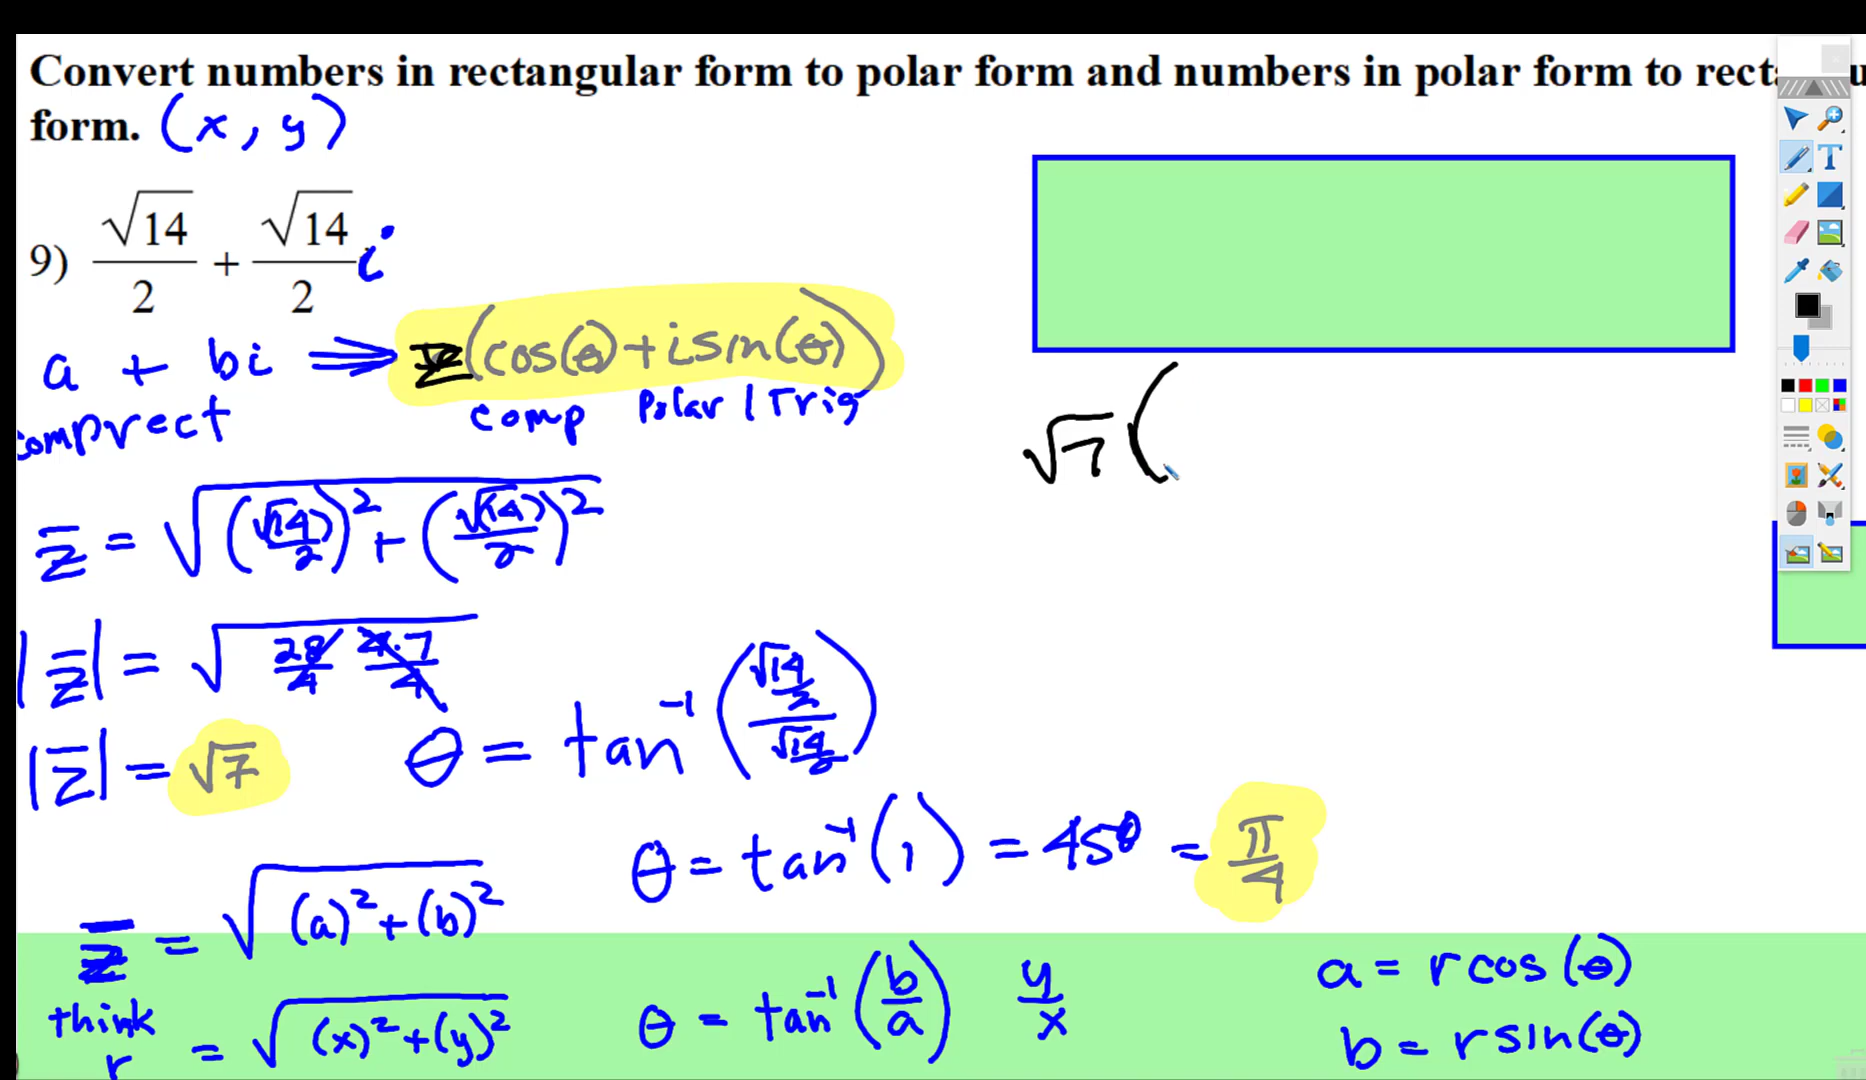 Convert numbers in rectangular form to polar form and numbers in polar form to
form. (x, y)
9) √14/2 + √14/2 i
a + bi ⇒ z(cos(θ) + i sin(θ))
comp rect comp Polar / Trig
√7(
z = √((√14/2)² + (√14/2)²)
|z| = √(28/4 4·7/4)
|z| = √7 θ = tan⁻¹((√14/2)/(√14/2))
θ = tan⁻¹(1) = 45° = π/4
z = √((a)² + (b)²)
think r = √((x)² + (y)²) θ = tan⁻¹(b/a) y/x
a = r cos(θ)
b = r sin(θ)
T